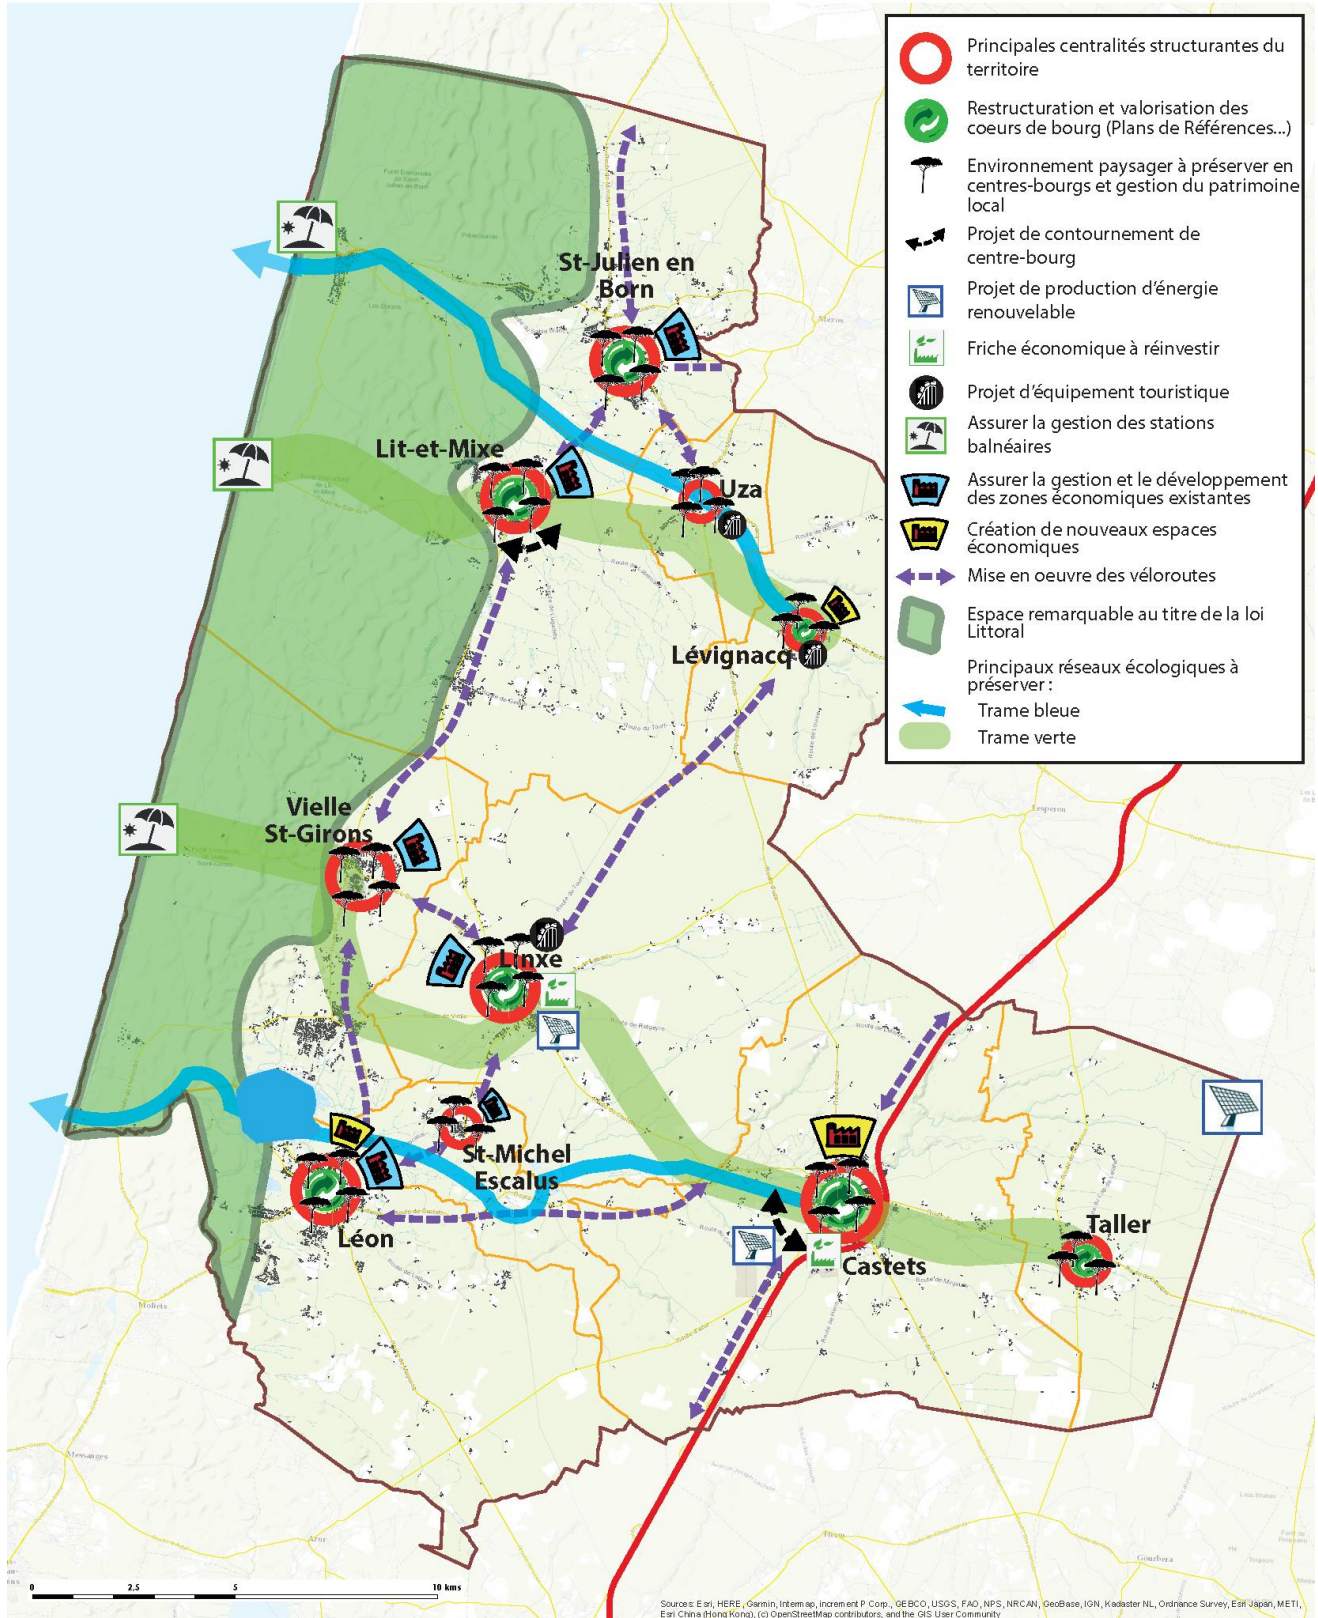 Principales centralités structurantes du
territoire
Restructuration et valorisation des
coeurs de bourg (Plans de Références...)
Environnement paysager à préserver en
centres-bourgs et gestion du patrimoine
local
Projet de contournement de
centre-bourg
Projet de production d'énergie
renouvelable
Friche économique à réinvestir
Projet d'équipement touristique
Assurer la gestion des stations
balnéaires
Assurer la gestion et le développement
des zones économiques existantes
Création de nouveaux espaces
économiques
Mise en oeuvre des véloroutes
Espace remarquable au titre de la loi
Littoral
Principaux réseaux écologiques à
préserver :
Trame bleue
Trame verte
St-Julien en
Born
Mezos
Lit-et-Mixe
Uza
Lévignacq
Lesperon
Vielle
St-Girons
Linxe
St-Michel
Escalus
Léon
Castets
Taller
Moliets
Messanges
Azur
Herm
Gourbera
0 2,5 5 10 kms
Sources: Esri, HERE, Garmin, Intermap, increment P Corp., GEBCO, USGS, FAO, NPS, NRCAN, GeoBase, IGN, Kadaster NL, Ordnance Survey, Esri Japan, METI,
Esri China (Hong Kong), (c) OpenStreetMap contributors, and the GIS User Community